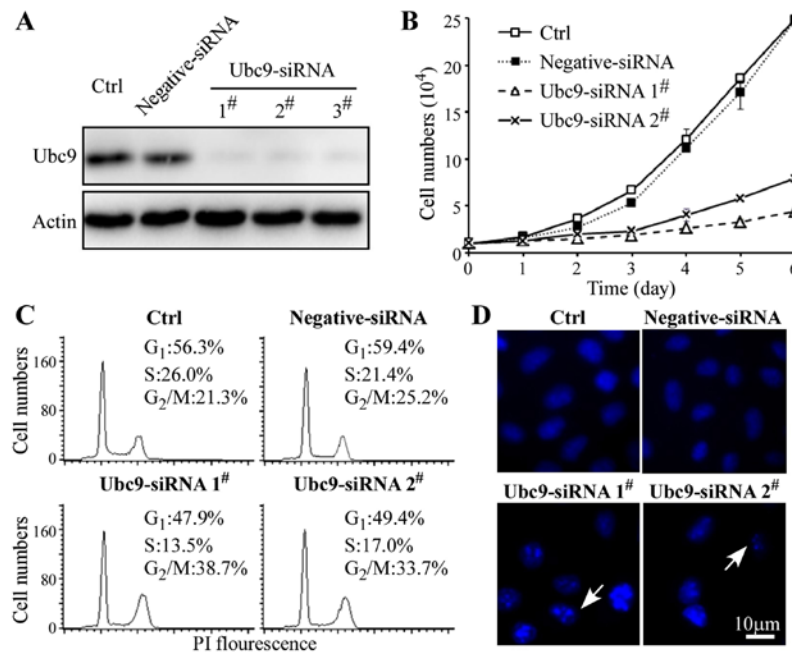 A
Ctrl
Negative-siRNA
Ubc9-siRNA
1# 2# 3#
Ubc9
Actin
B
Cell numbers (10⁴)
25
20
15
10
5
0
Ctrl
Negative-siRNA
Ubc9-siRNA 1#
Ubc9-siRNA 2#
0 1 2 3 4 5 6
Time (day)
C
Ctrl
Cell numbers
160
80
0
G₁:56.3%
S:26.0%
G₂/M:21.3%
Negative-siRNA
G₁:59.4%
S:21.4%
G₂/M:25.2%
Ubc9-siRNA 1#
Cell numbers
160
80
0
G₁:47.9%
S:13.5%
G₂/M:38.7%
Ubc9-siRNA 2#
G₁:49.4%
S:17.0%
G₂/M:33.7%
PI flourescence
D
Ctrl
Negative-siRNA
Ubc9-siRNA 1#
Ubc9-siRNA 2#
10μm